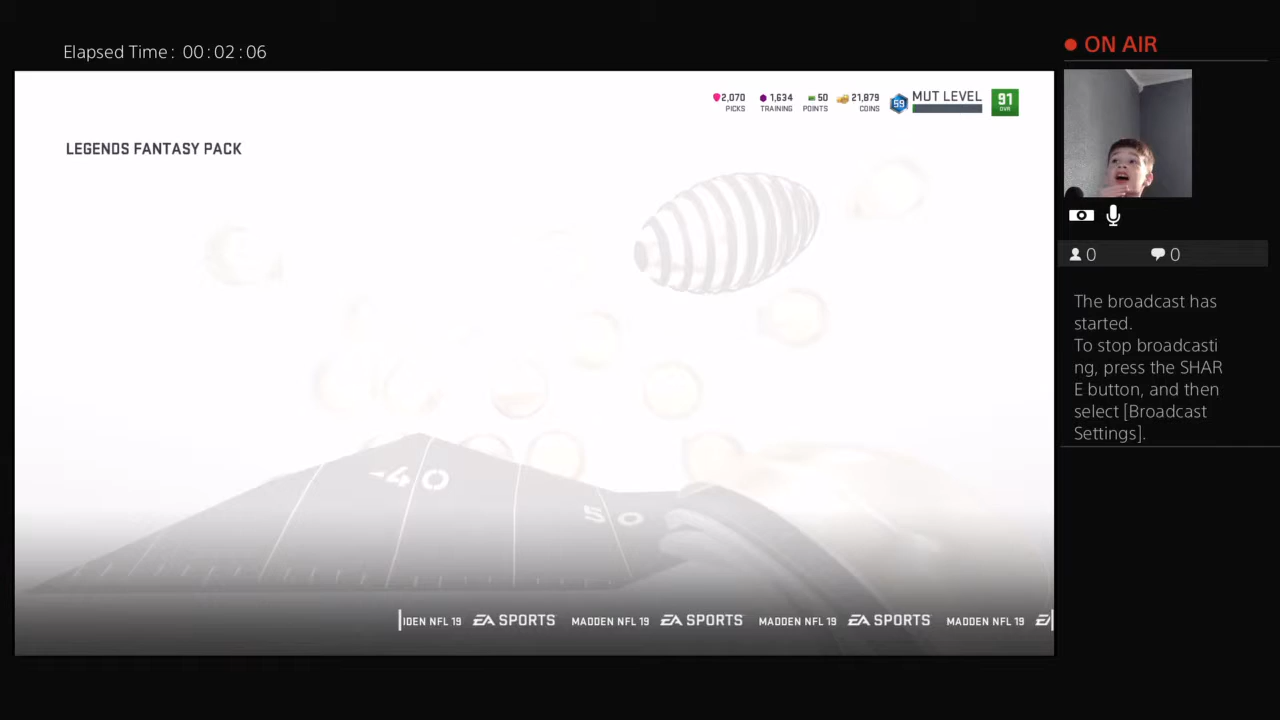 Elapsed Time: 00:02:06
ON AIR
2,070 PICKS
1,634 TRAINING
50 POINTS
21,879 COINS
59
MUT LEVEL
91 OVR
LEGENDS FANTASY PACK
0
0
The broadcast has
started.
To stop broadcasti
ng, press the SHAR
E button, and then
select [Broadcast
Settings].
-40
50
IDEN NFL 19 EA SPORTS MADDEN NFL 19 EA SPORTS MADDEN NFL 19 EA SPORTS MADDEN NFL 19 E